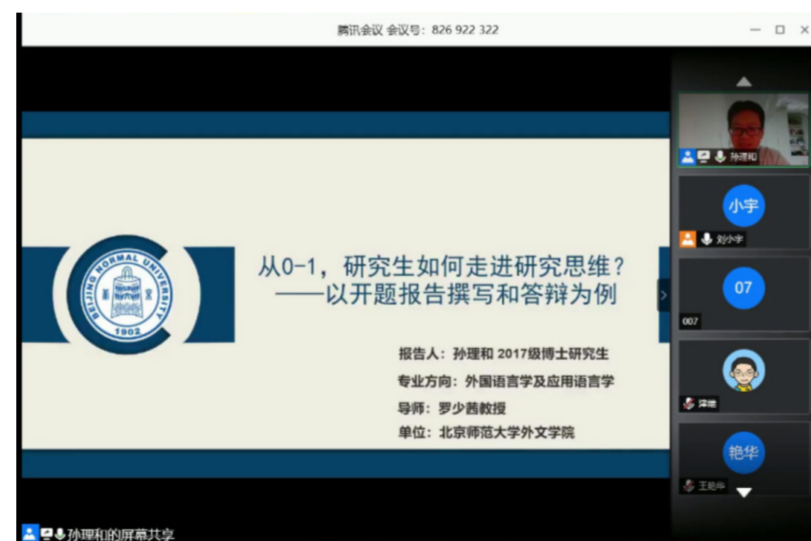 腾讯会议 会议号：826 922 322
孙理和
小宇
刘小宇
07
007
艳华
王艳华
BEIJING NORMAL UNIVERSITY
1902
从0-1，研究生如何走进研究思维？
——以开题报告撰写和答辩为例
报告人：孙理和 2017级博士研究生
专业方向：外国语言学及应用语言学
导师：罗少茜教授
单位：北京师范大学外文学院
孙理和的屏幕共享